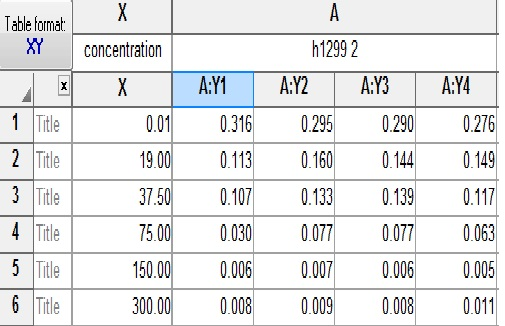 Table format: X A
XY concentration h1299 2
x X A:Y1 A:Y2 A:Y3 A:Y4
1 Title 0.01 0.316 0.295 0.290 0.276
2 Title 19.00 0.113 0.160 0.144 0.149
3 Title 37.50 0.107 0.133 0.139 0.117
4 Title 75.00 0.030 0.077 0.077 0.063
5 Title 150.00 0.006 0.007 0.006 0.005
6 Title 300.00 0.008 0.009 0.008 0.011